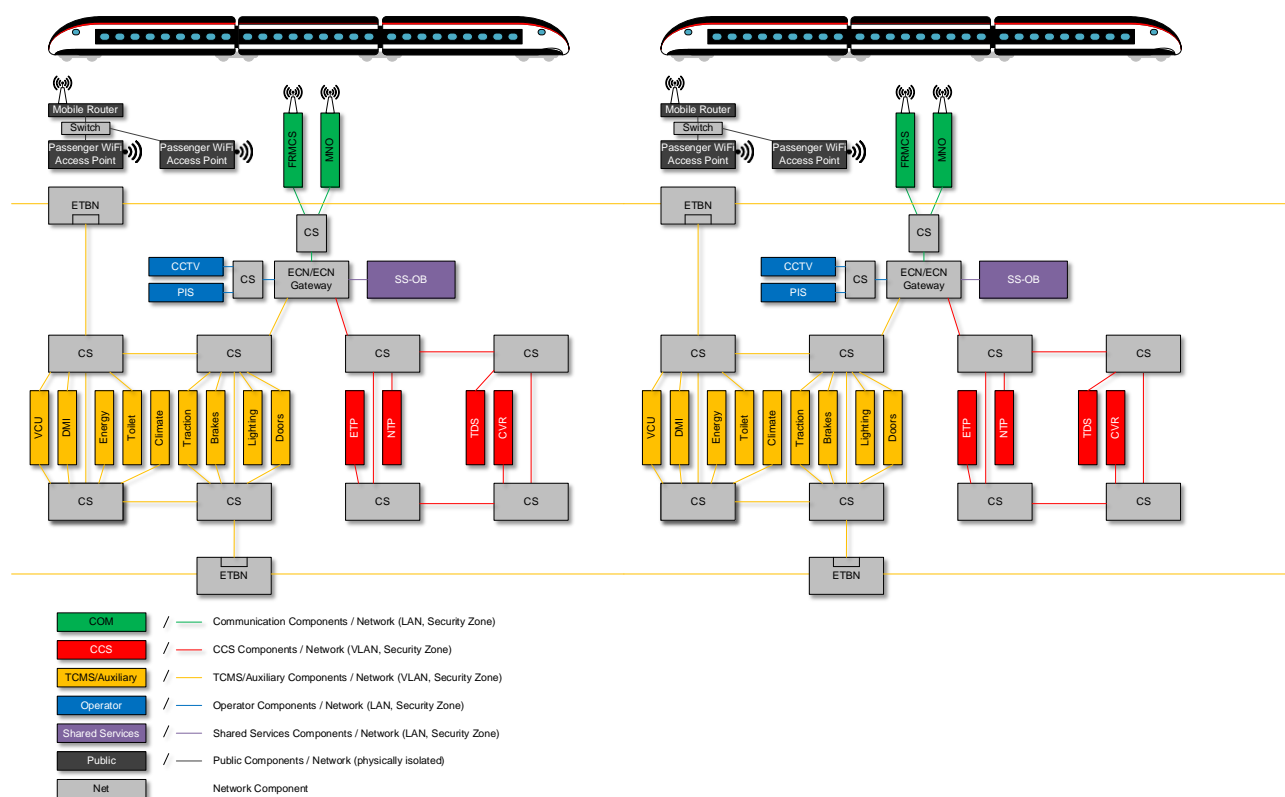 Mobile Router
Switch
Passenger WiFi
Access Point
Passenger WiFi
Access Point
FRMCS
MNO
ETBN
CS
CCTV
PIS
CS
ECN/ECN
Gateway
SS-OB
CS
CS
CS
CS
VCU
DMI
Energy
Toilet
Climate
Traction
Brakes
Lighting
Doors
ETP
NTP
TDS
CVR
CS
CS
CS
CS
ETBN
Mobile Router
Switch
Passenger WiFi
Access Point
Passenger WiFi
Access Point
FRMCS
MNO
ETBN
CS
CCTV
PIS
CS
ECN/ECN
Gateway
SS-OB
CS
CS
CS
CS
VCU
DMI
Energy
Toilet
Climate
Traction
Brakes
Lighting
Doors
ETP
NTP
TDS
CVR
CS
CS
CS
CS
ETBN
COM / Communication Components / Network (LAN, Security Zone)
CCS / CCS Components / Network (VLAN, Security Zone)
TCMS/Auxiliary / TCMS/Auxiliary Components / Network (VLAN, Security Zone)
Operator / Operator Components / Network (LAN, Security Zone)
Shared Services / Shared Services Components / Network (LAN, Security Zone)
Public / Public Components / Network (physically isolated)
Net Network Component